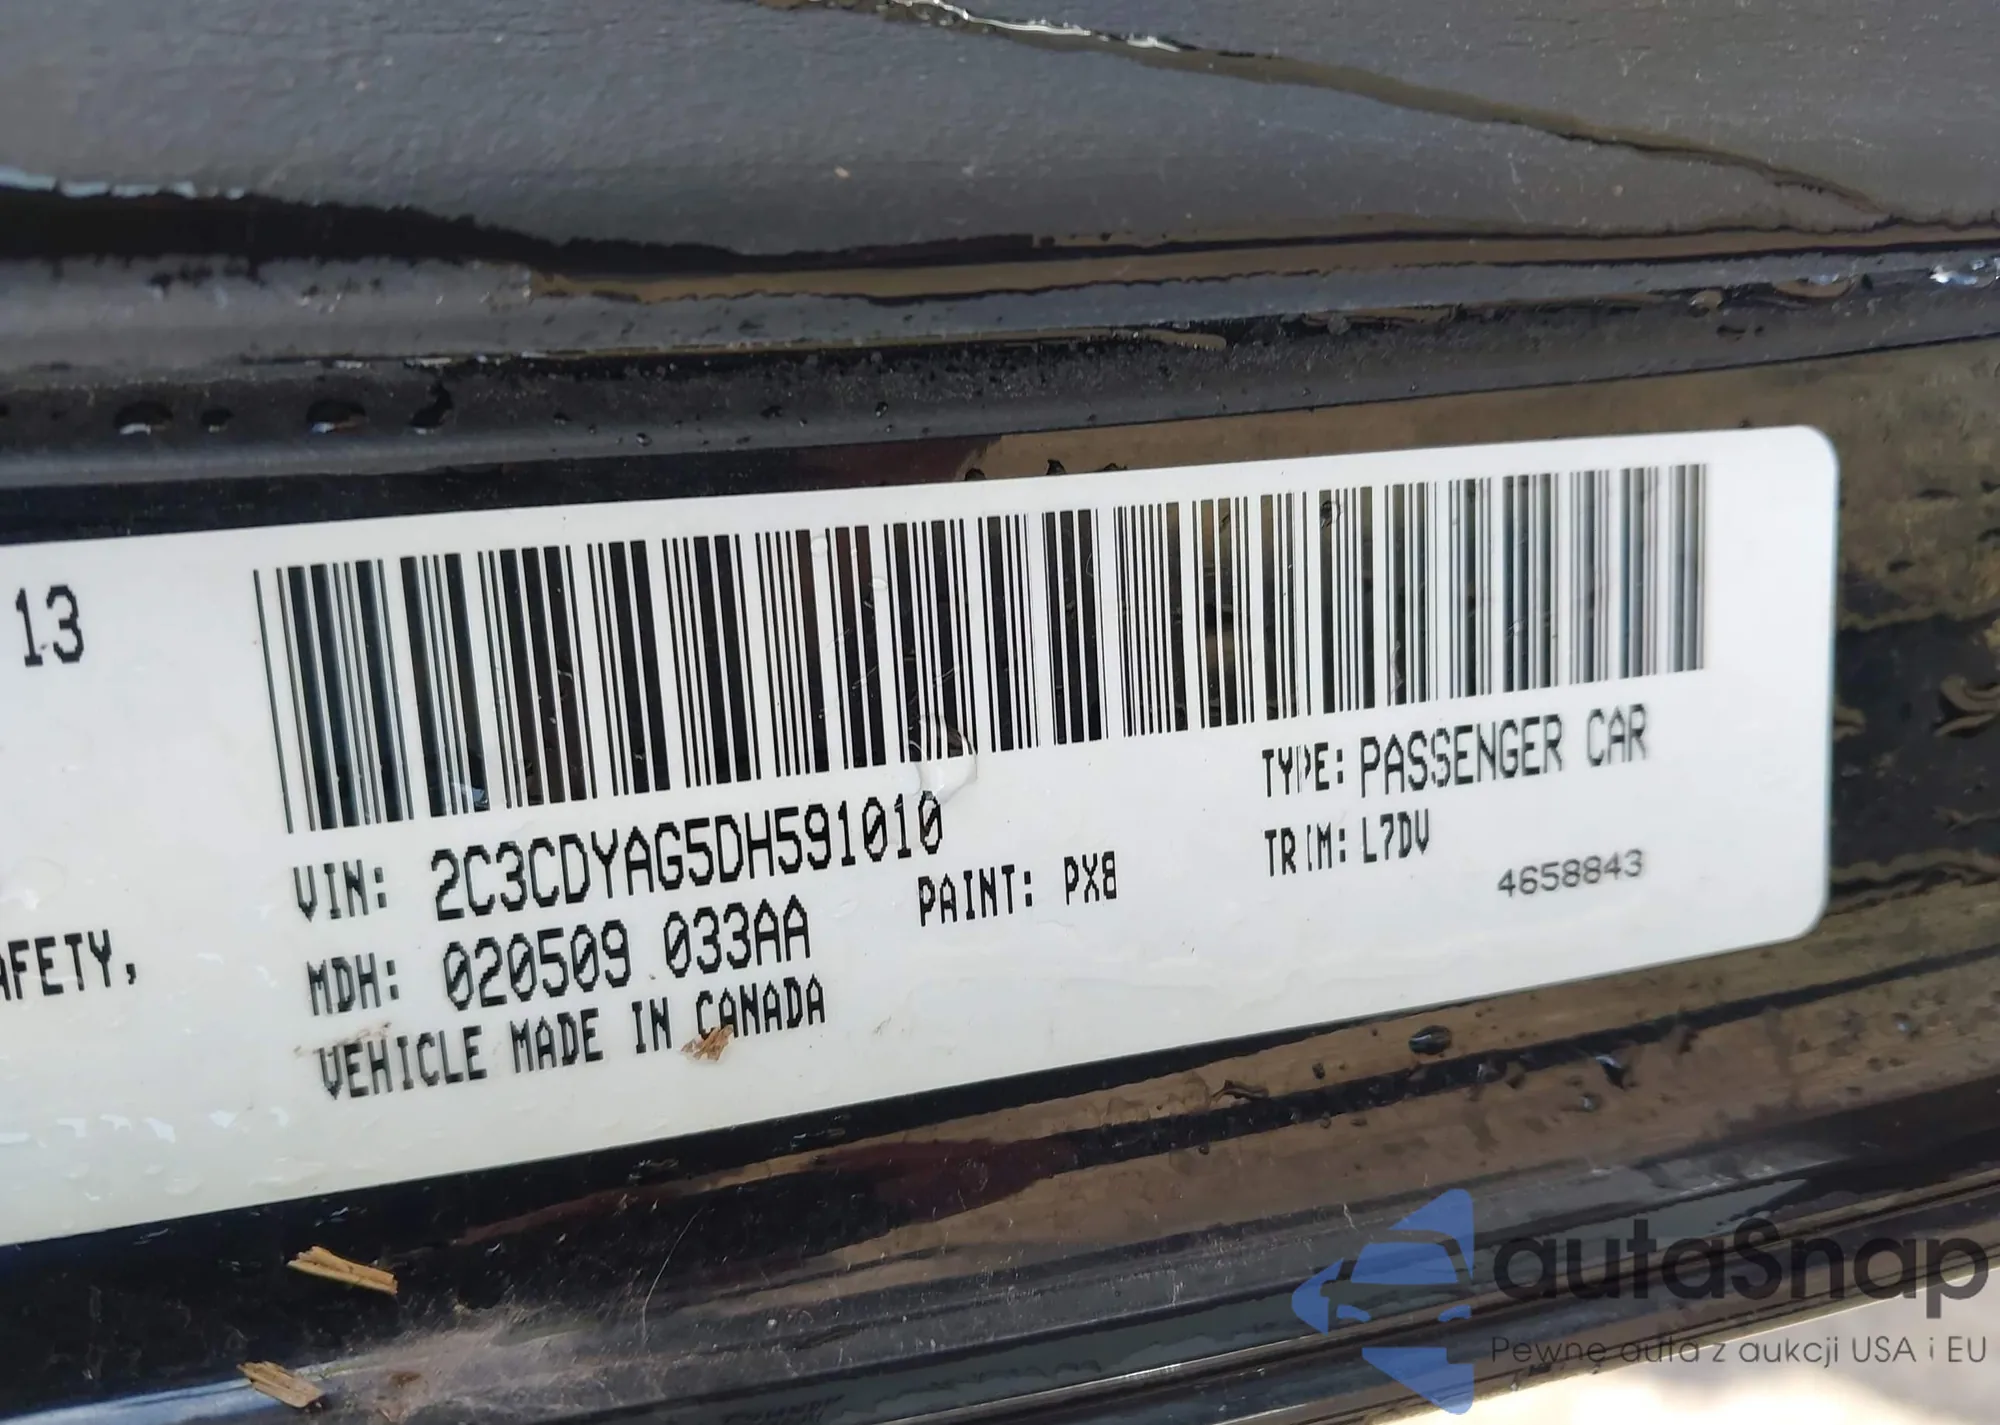 13
AFETY,
VIN: 2C3CDYAG5DH591010
TYPE: PASSENGER CAR
MDH: 020509 033AA
PAINT: PX8
TRIM: L7DV
VEHICLE MADE IN CANADA
4658843
autaSnap
Pewne auta z aukcji USA i EU